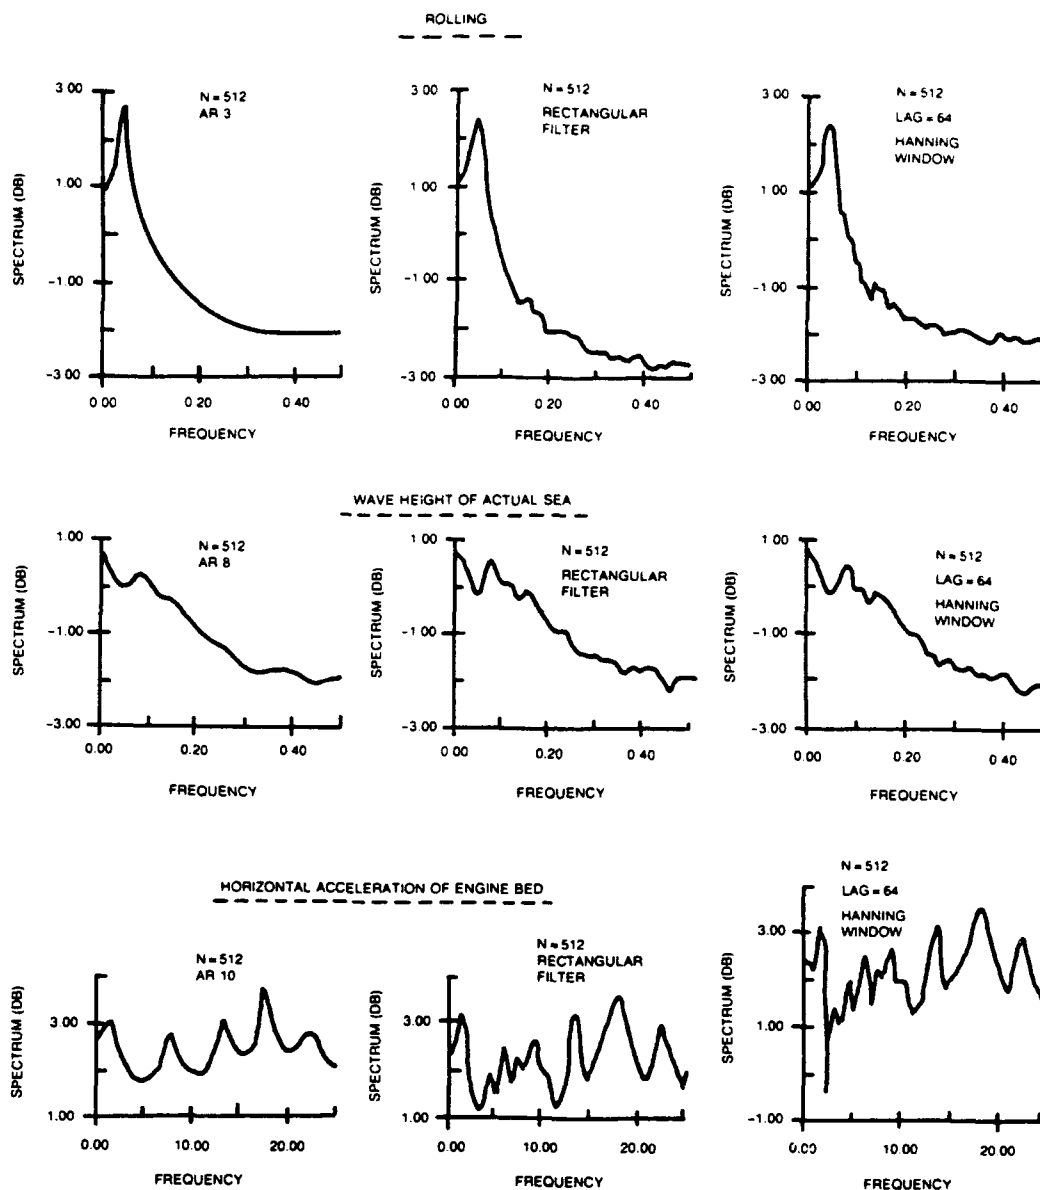 ROLLING
3 00
1 00
-1 00
-3 00
SPECTRUM (DB)
N = 512
AR 3
0 00
0 20
0 40
FREQUENCY
3 00
1 00
-1 00
-3 00
SPECTRUM (DB)
N = 512
RECTANGULAR
FILTER
0 00
0 20
0 40
FREQUENCY
3 00
1 00
-1 00
-3 00
SPECTRUM (DB)
N = 512
LAG = 64
HANNING
WINDOW
0 00
0 20
0 40
FREQUENCY
WAVE HEIGHT OF ACTUAL SEA
1 00
-1 00
-3.00
SPECTRUM (DB)
N = 512
AR 8
0.00
0 20
0 40
FREQUENCY
1 00
-1 00
-3.00
SPECTRUM (DB)
N = 512
RECTANGULAR
FILTER
0 00
0 20
0 40
FREQUENCY
1 00
-1 00
-3 00
SPECTRUM (DB)
N = 512
LAG = 64
HANNING
WINDOW
0 00
0 20
0 40
FREQUENCY
HORIZONTAL ACCELERATION OF ENGINE BED
3.00
1 00
SPECTRUM (DB)
N = 512
AR 10
0.00
10.00
20.00
FREQUENCY
3.00
1 00
SPECTRUM (DB)
N = 512
RECTANGULAR
FILTER
0.00
10.00
20.00
FREQUENCY
3.00
1 00
-1.00
SPECTRUM (DB)
N = 512
LAG = 64
HANNING
WINDOW
0.00
10.00
20.00
FREQUENCY